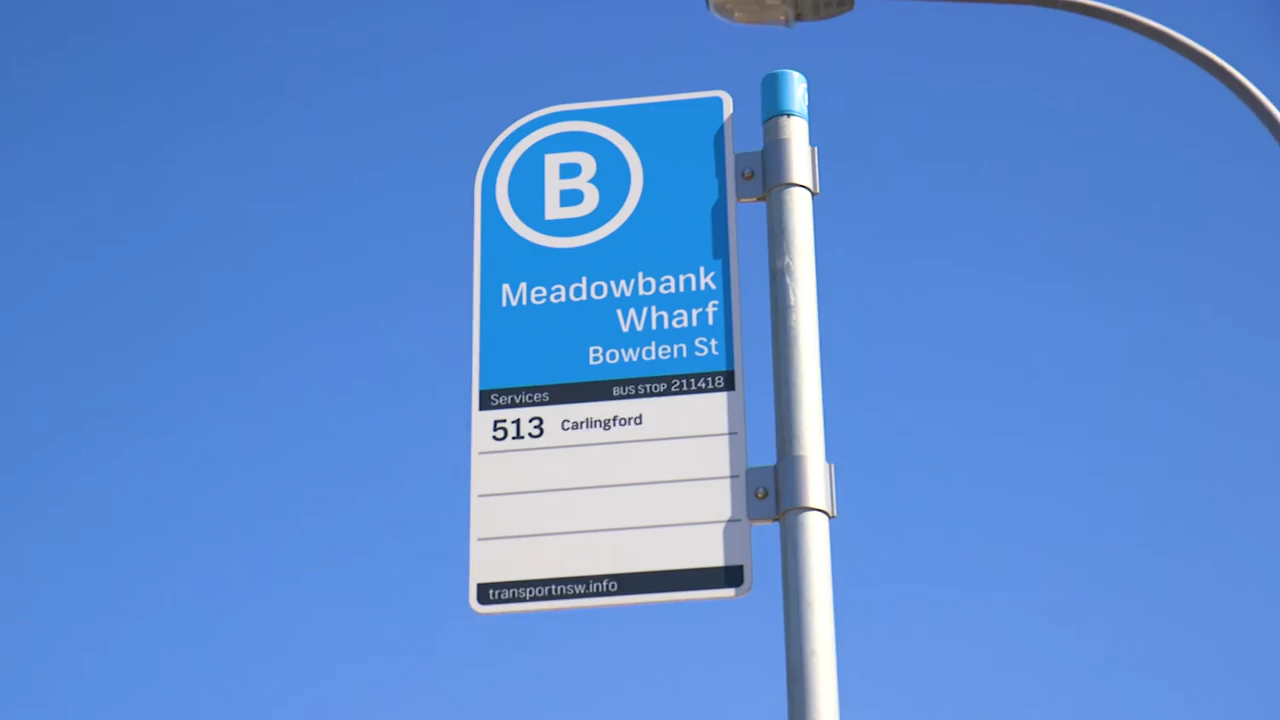 B
Meadowbank
Wharf
Bowden St
Services BUS STOP 211418
513 Carlingford
transportnsw.info